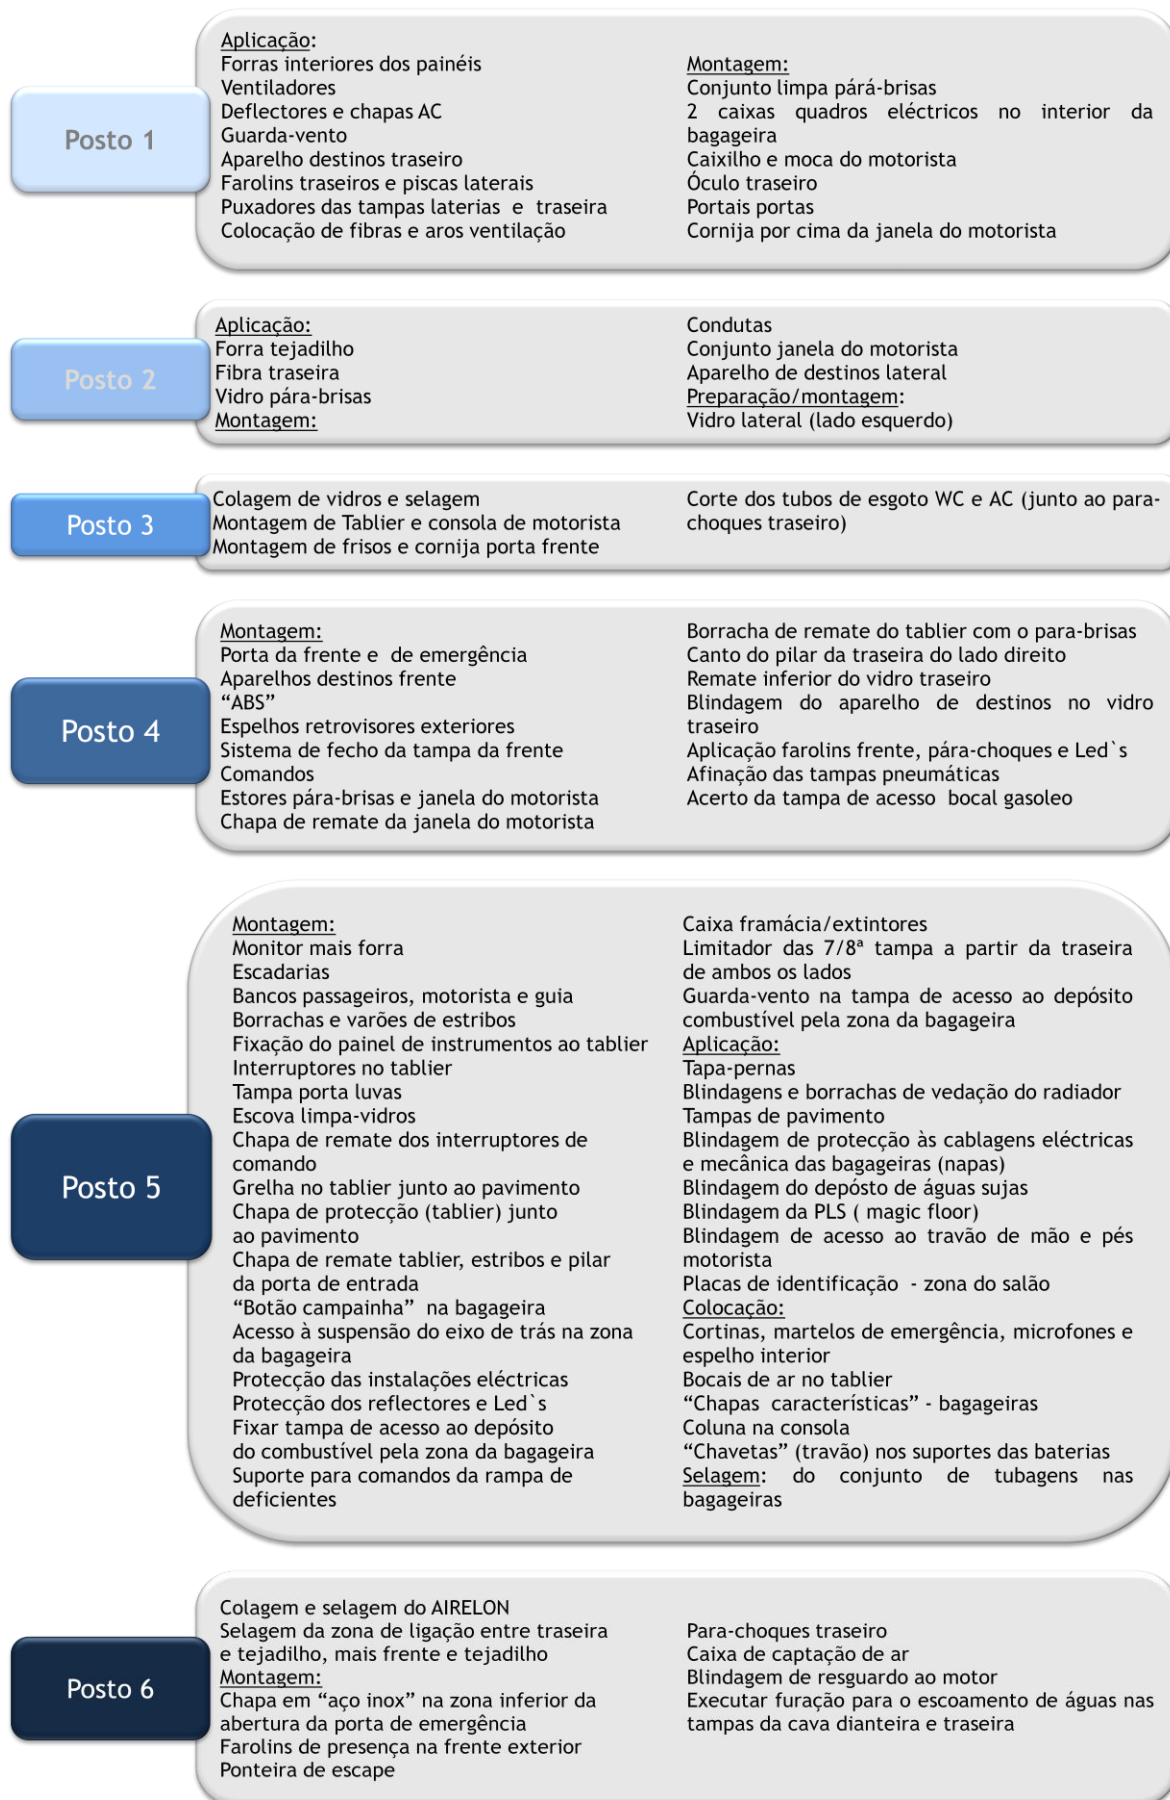 Posto 1
Aplicação:
Forras interiores dos painéis
Ventiladores
Deflectores e chapas AC
Guarda-vento
Aparelho destinos traseiro
Farolins traseiros e piscas laterais
Puxadores das tampas laterias e traseira
Colocação de fibras e aros ventilação
Montagem:
Conjunto limpa párá-brisas
2 caixas quadros eléctricos no interior da
bagageira
Caixilho e moca do motorista
Óculo traseiro
Portais portas
Cornija por cima da janela do motorista
Posto 2
Aplicação:
Forra tejadilho
Fibra traseira
Vidro pára-brisas
Montagem:
Condutas
Conjunto janela do motorista
Aparelho de destinos lateral
Preparação/montagem:
Vidro lateral (lado esquerdo)
Posto 3
Colagem de vidros e selagem
Montagem de Tablier e consola de motorista
Montagem de frisos e cornija porta frente
Corte dos tubos de esgoto WC e AC (junto ao para-
choques traseiro)
Posto 4
Montagem:
Porta da frente e de emergência
Aparelhos destinos frente
“ABS”
Espelhos retrovisores exteriores
Sistema de fecho da tampa da frente
Comandos
Estores pára-brisas e janela do motorista
Chapa de remate da janela do motorista
Borracha de remate do tablier com o para-brisas
Canto do pilar da traseira do lado direito
Remate inferior do vidro traseiro
Blindagem do aparelho de destinos no vidro
traseiro
Aplicação farolins frente, pára-choques e Led`s
Afinação das tampas pneumáticas
Acerto da tampa de acesso bocal gasoleo
Posto 5
Montagem:
Monitor mais forra
Escadarias
Bancos passageiros, motorista e guia
Borrachas e varões de estribos
Fixação do painel de instrumentos ao tablier
Interruptores no tablier
Tampa porta luvas
Escova limpa-vidros
Chapa de remate dos interruptores de
comando
Grelha no tablier junto ao pavimento
Chapa de protecção (tablier) junto
ao pavimento
Chapa de remate tablier, estribos e pilar
da porta de entrada
“Botão campainha” na bagageira
Acesso à suspensão do eixo de trás na zona
da bagageira
Protecção das instalações eléctricas
Protecção dos reflectores e Led`s
Fixar tampa de acesso ao depósito
do combustível pela zona da bagageira
Suporte para comandos da rampa de
deficientes
Caixa framácia/extintores
Limitador das 7/8ª tampa a partir da traseira
de ambos os lados
Guarda-vento na tampa de acesso ao depósito
combustível pela zona da bagageira
Aplicação:
Tapa-pernas
Blindagens e borrachas de vedação do radiador
Tampas de pavimento
Blindagem de protecção às cablagens eléctricas
e mecânica das bagageiras (napas)
Blindagem do depósto de águas sujas
Blindagem da PLS ( magic floor)
Blindagem de acesso ao travão de mão e pés
motorista
Placas de identificação - zona do salão
Colocação:
Cortinas, martelos de emergência, microfones e
espelho interior
Bocais de ar no tablier
“Chapas características” - bagageiras
Coluna na consola
“Chavetas” (travão) nos suportes das baterias
Selagem: do conjunto de tubagens nas
bagageiras
Posto 6
Colagem e selagem do AIRELON
Selagem da zona de ligação entre traseira
e tejadilho, mais frente e tejadilho
Montagem:
Chapa em “aço inox” na zona inferior da
abertura da porta de emergência
Farolins de presença na frente exterior
Ponteira de escape
Para-choques traseiro
Caixa de captação de ar
Blindagem de resguardo ao motor
Executar furação para o escoamento de águas nas
tampas da cava dianteira e traseira